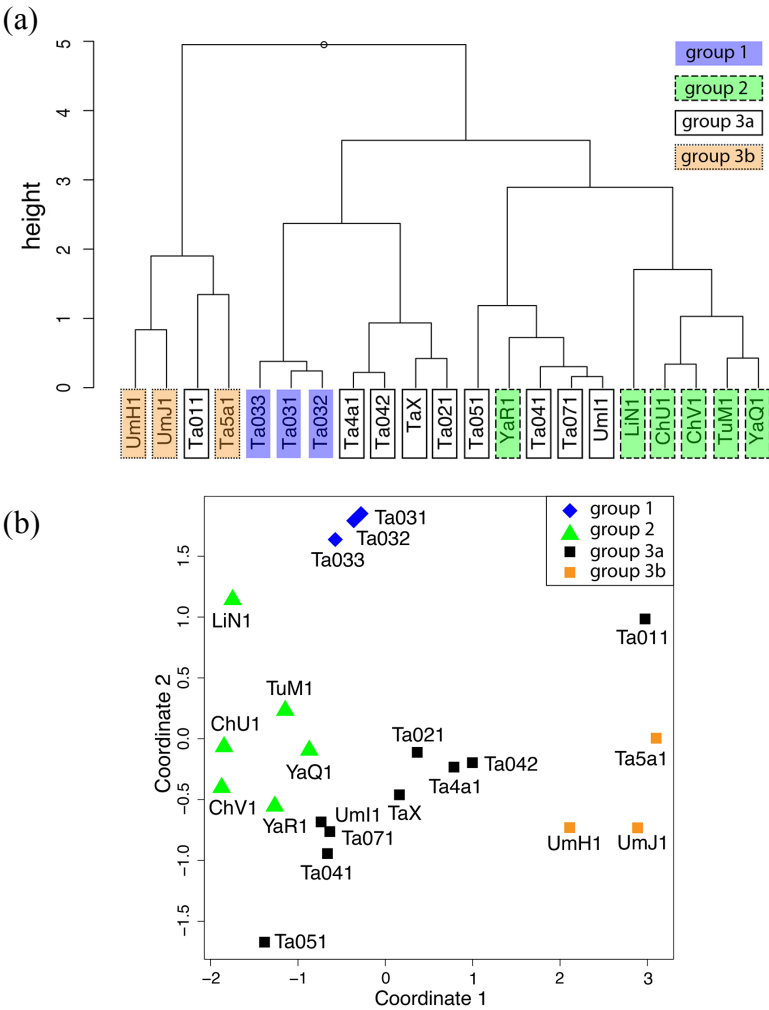 (a)
5
4
3
2
1
0
height
group 1
group 2
group 3a
group 3b
UmH1
UmJ1
Ta011
Ta5a1
Ta033
Ta031
Ta032
Ta4a1
Ta042
TaX
Ta021
Ta051
YaR1
Ta041
Ta071
UmI1
LiN1
ChU1
ChV1
TuM1
YaQ1
(b)
group 1
group 2
group 3a
group 3b
Ta031
Ta032
Ta033
LiN1
Ta011
TuM1
ChU1
Ta021
Ta042
Ta5a1
YaQ1
Ta4a1
ChV1
TaX
YaR1
UmI1
Ta071
UmH1
UmJ1
Ta041
Ta051
1.5
1.0
0.5
0.0
−0.5
−1.0
−1.5
Coordinate 2
−2 −1 0 1 2 3
Coordinate 1